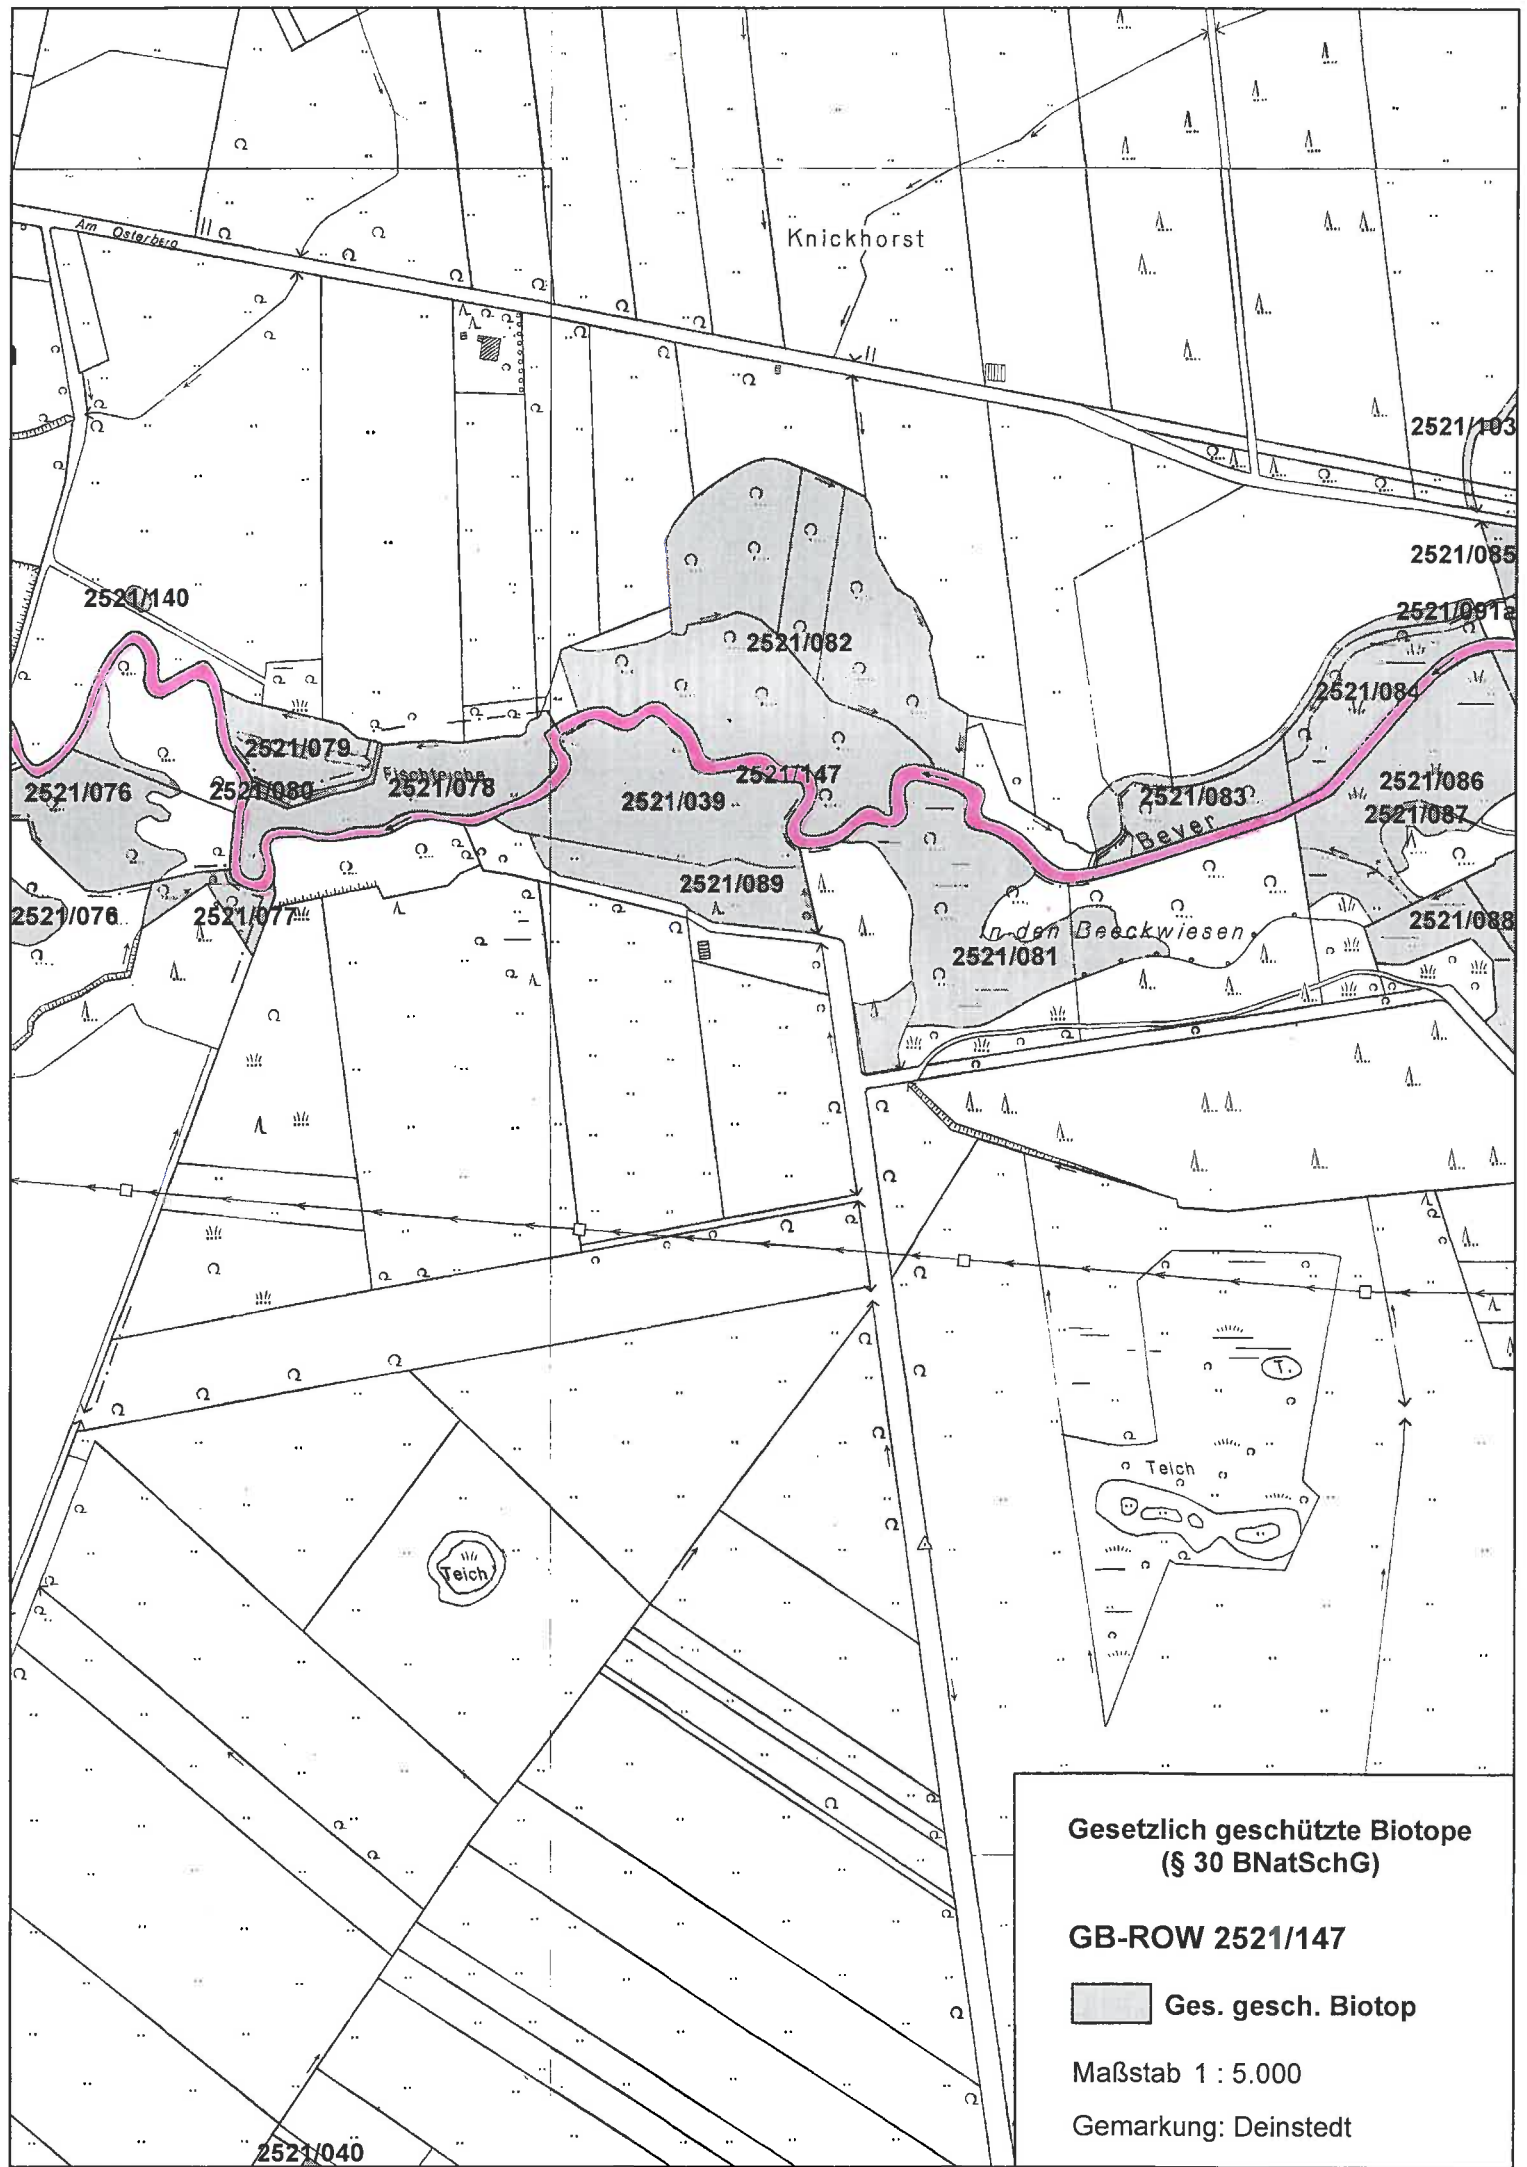 Am Osterberg
Knickhorst
2521/103
2521/085
2521/140
2521/091a
2521/082
2521/084
2521/079
Fischteiche
2521/147
2521/076
2521/080
2521/078
2521/039
2521/083
2521/086
2521/087
Bever
2521/089
2521/076
2521/077
2521/088
In den Beeckwiesen
2521/081
T.
Teich
Teich
Gesetzlich geschützte Biotope
(§ 30 BNatSchG)
GB-ROW 2521/147
Ges. gesch. Biotop
Maßstab 1 : 5.000
Gemarkung: Deinstedt
2521/040